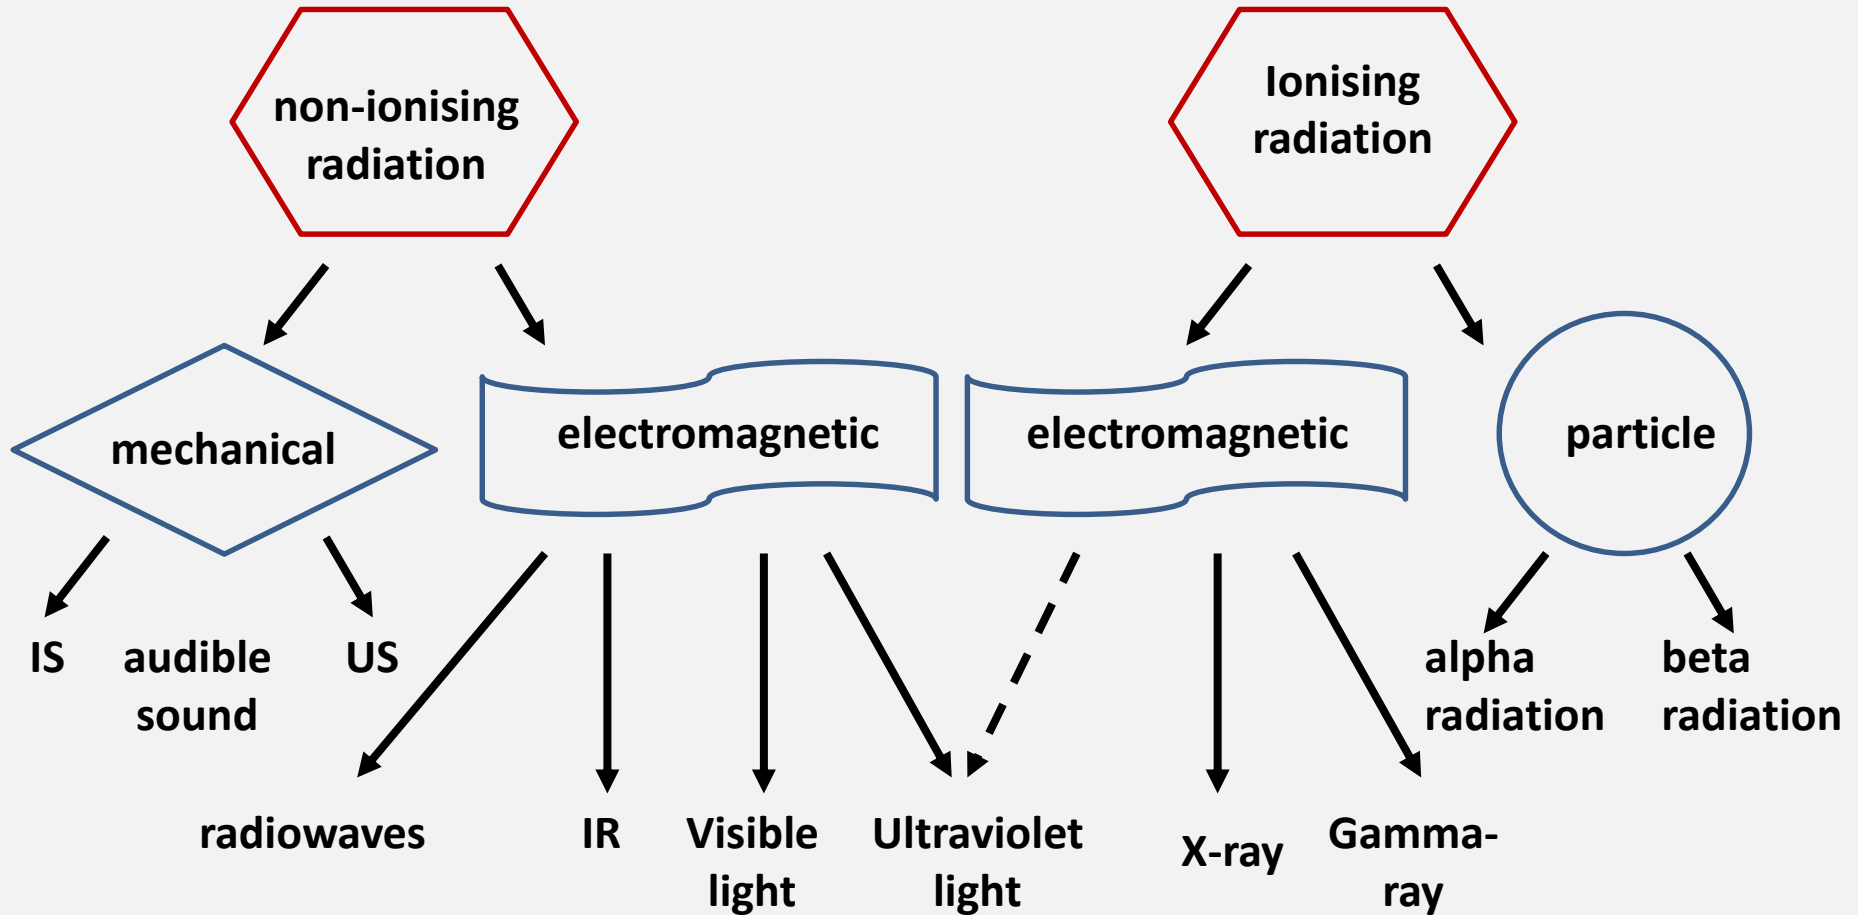 non-ionising
radiation
Ionising
radiation
mechanical
electromagnetic
electromagnetic
particle
IS
audible
sound
US
alpha
radiation
beta
radiation
radiowaves
IR
Visible
light
Ultraviolet
light
X-ray
Gamma-
ray